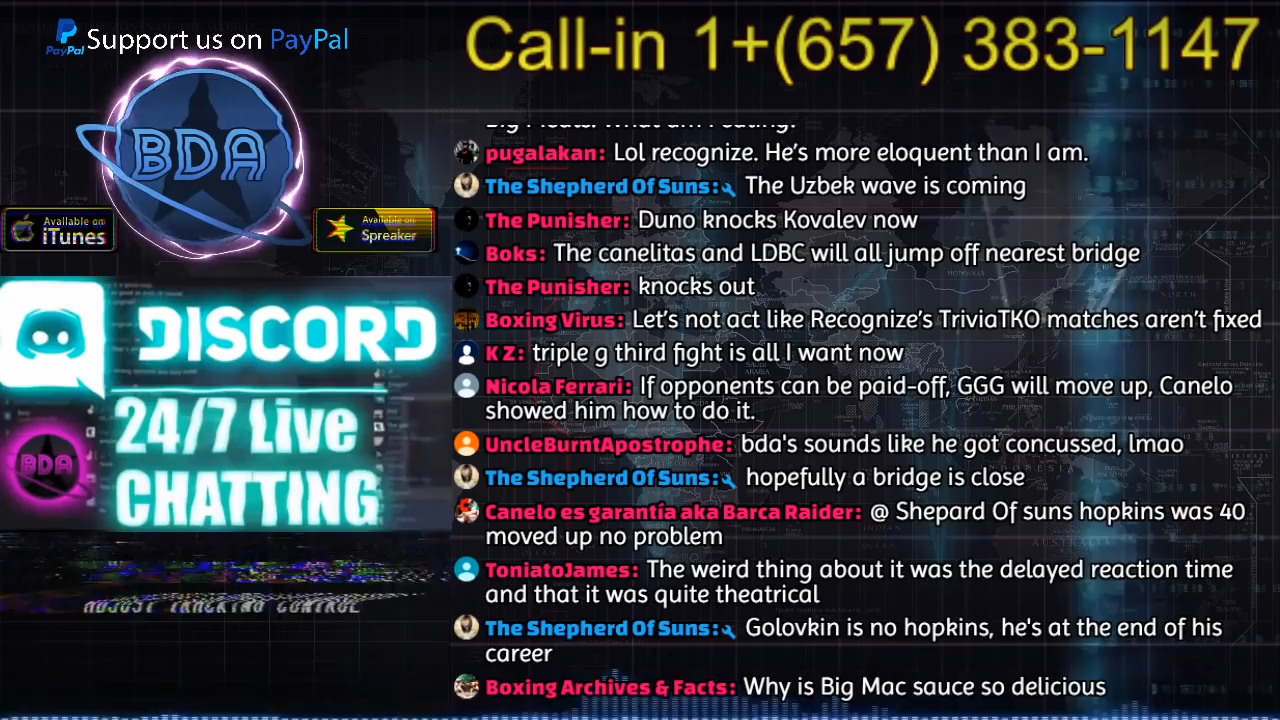 PayPal
Support us on PayPal
Call-in 1+(657) 383-1147
BDA
Available on
iTunes
Available on
Spreaker
DISCORD
24/7 Live
CHATTING
BDA
ADJUST TRACKING CONTROL
pugalakan: Lol recognize. He’s more eloquent than I am.
The Shepherd Of Suns: The Uzbek wave is coming
The Punisher: Duno knocks Kovalev now
Boks: The canelitas and LDBC will all jump off nearest bridge
The Punisher: knocks out
Boxing Virus: Let’s not act like Recognize’s TriviaTKO matches aren’t fixed
K Z: triple g third fight is all I want now
Nicola Ferrari: If opponents can be paid-off, GGG will move up, Canelo
showed him how to do it.
UncleBurntApostrophe: bda's sounds like he got concussed, lmao
The Shepherd Of Suns: hopefully a bridge is close
Canelo es garantía aka Barca Raider: @ Shepard Of suns hopkins was 40
moved up no problem
ToniatoJames: The weird thing about it was the delayed reaction time
and that it was quite theatrical
The Shepherd Of Suns: Golovkin is no hopkins, he's at the end of his
career
Boxing Archives & Facts: Why is Big Mac sauce so delicious